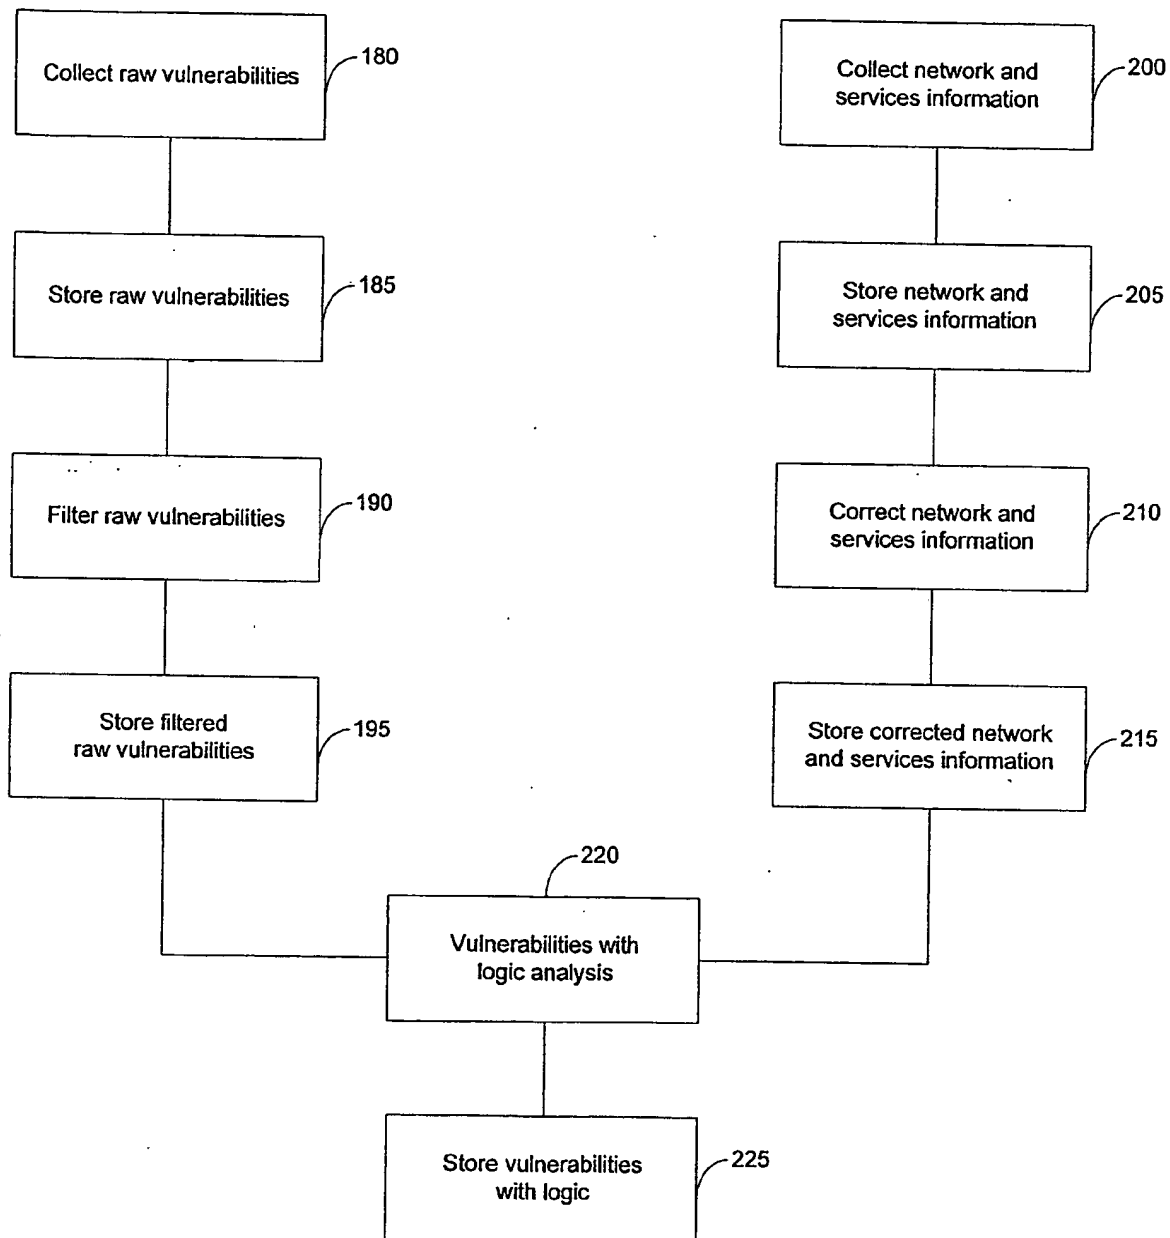 Collect raw vulnerabilities
180
Store raw vulnerabilities
185
Filter raw vulnerabilities
190
Store filtered
raw vulnerabilities
195
Collect network and
services information
200
Store network and
services information
205
Correct network and
services information
210
Store corrected network
and services information
215
220
Vulnerabilities with
logic analysis
Store vulnerabilities
with logic
225